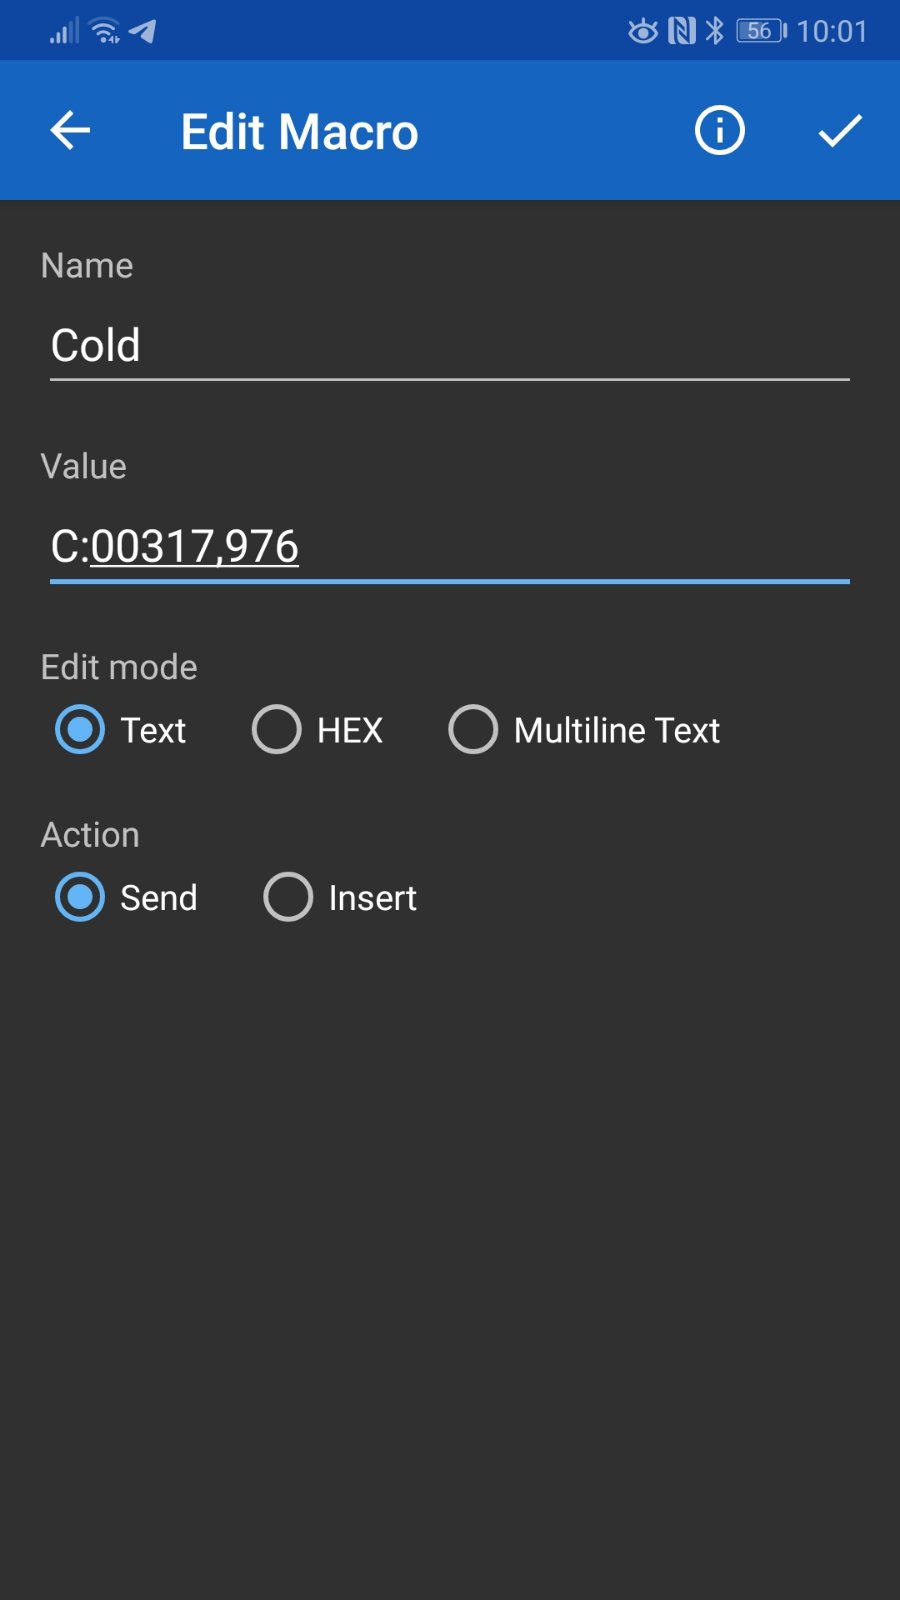 56 10:01
Edit Macro
Name
Cold
Value
C:00317,976
Edit mode
Text HEX Multiline Text
Action
Send Insert